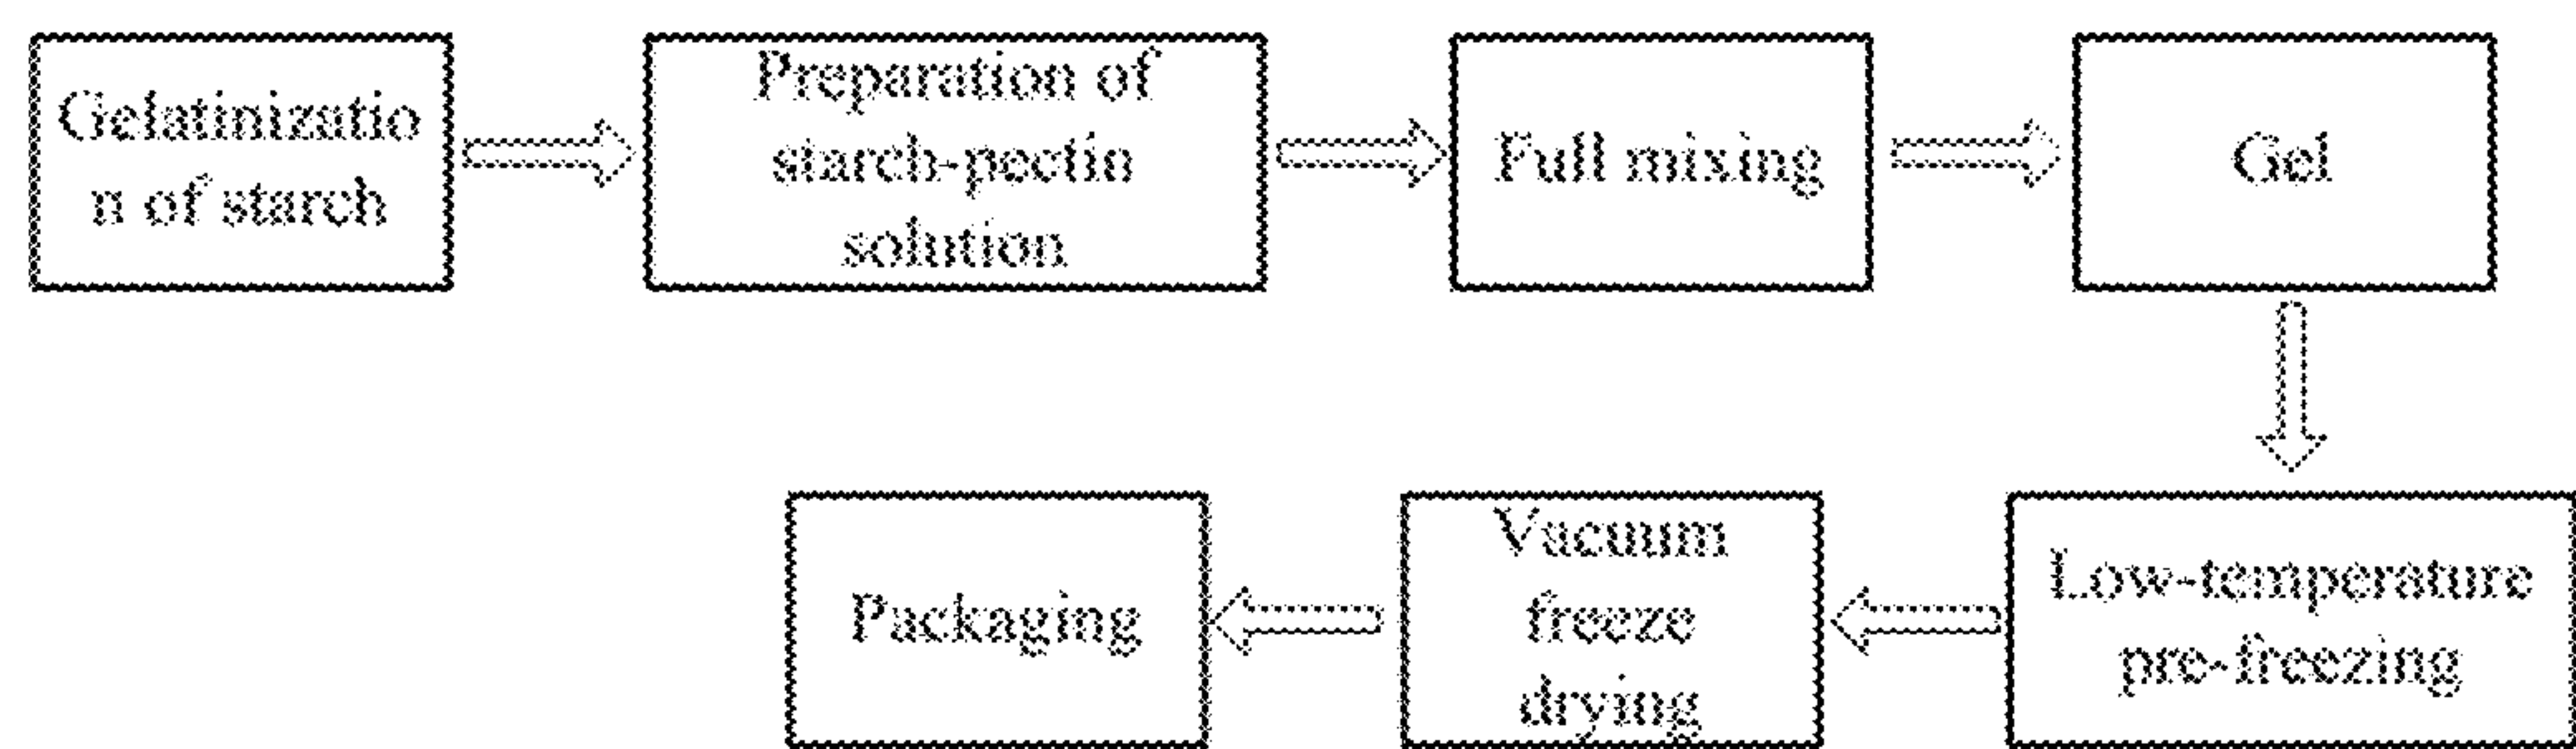 Gelatinizatio
n of starch
Preparation of
starch-pectin
solution
Full mixing
Gel
Low-temperature
pre-freezing
Vacuum
freeze
drying
Packaging